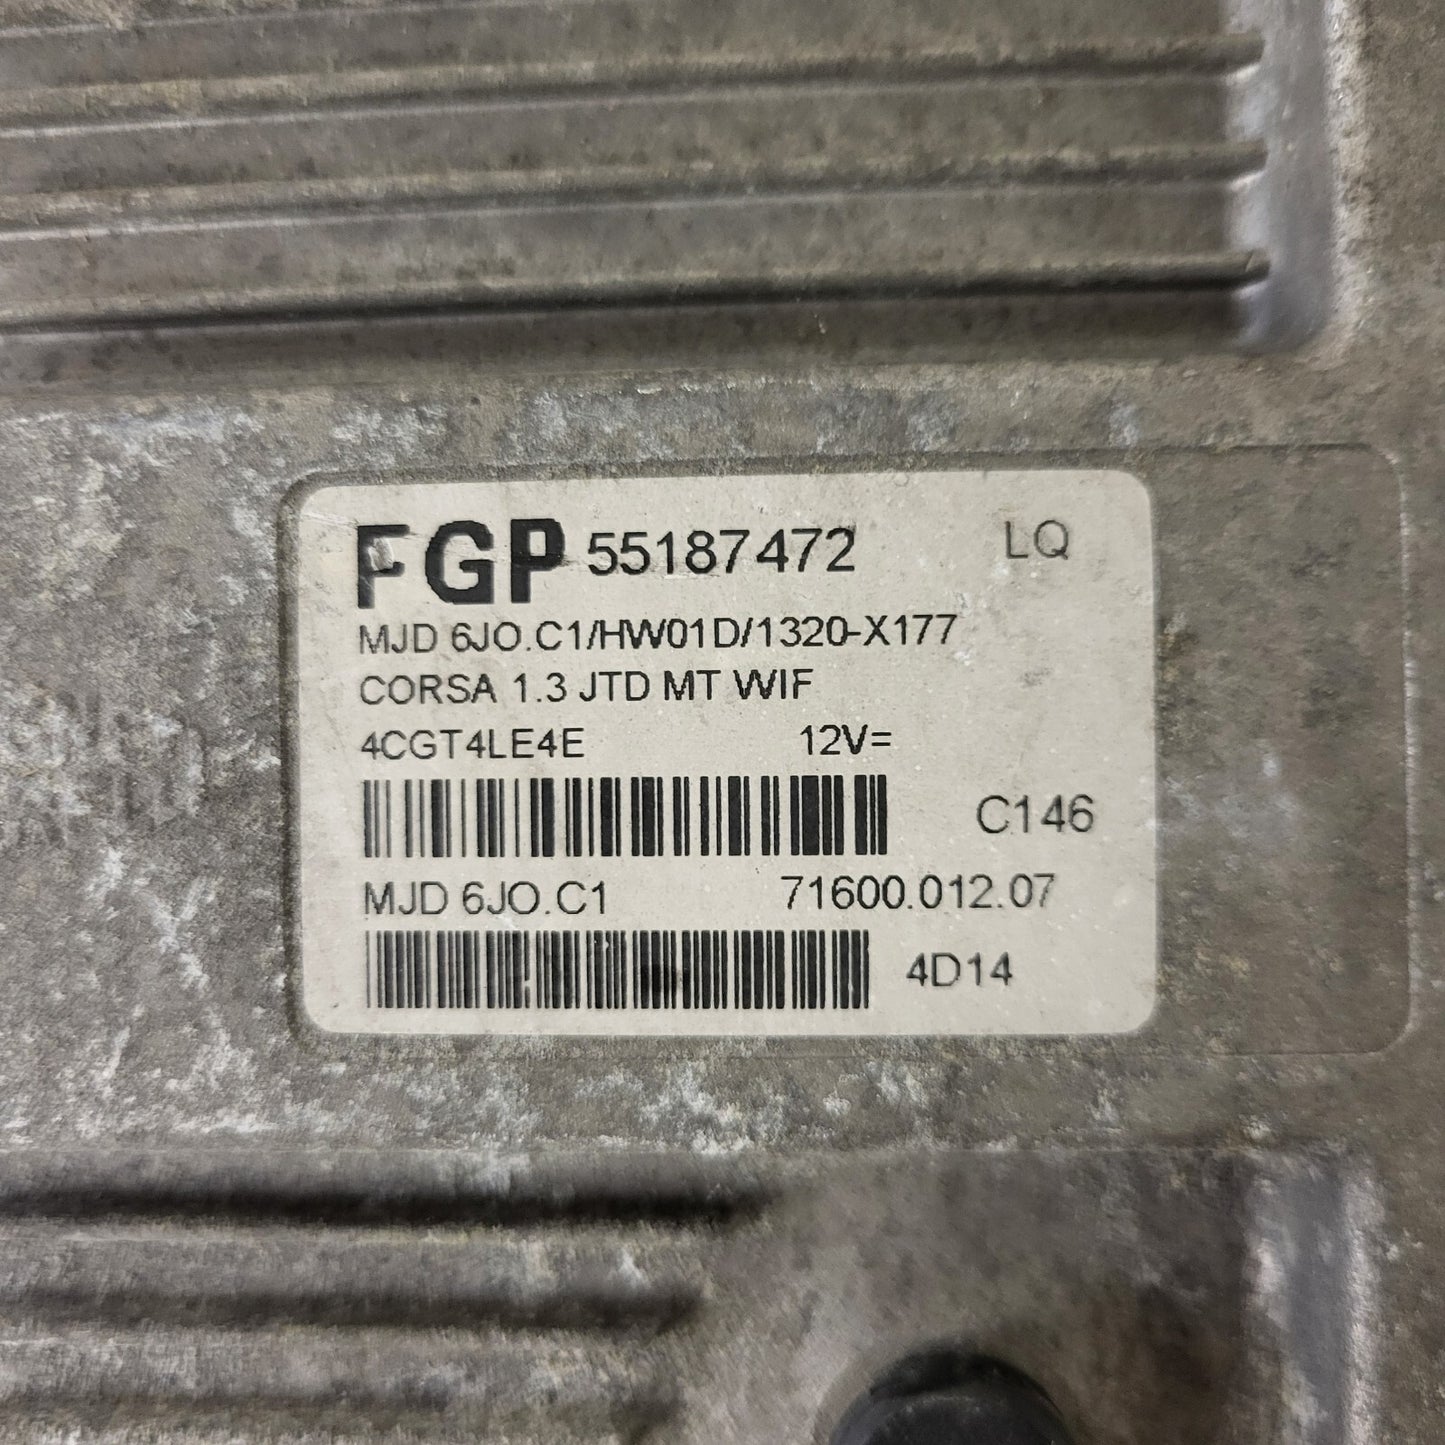 FGP 55187472 LQ
MJD 6JO.C1/HW01D/1320-X177
CORSA 1.3 JTD MT WIF
4CGT4LE4E 12V=
C146
MJD 6JO.C1 71600.012.07
4D14